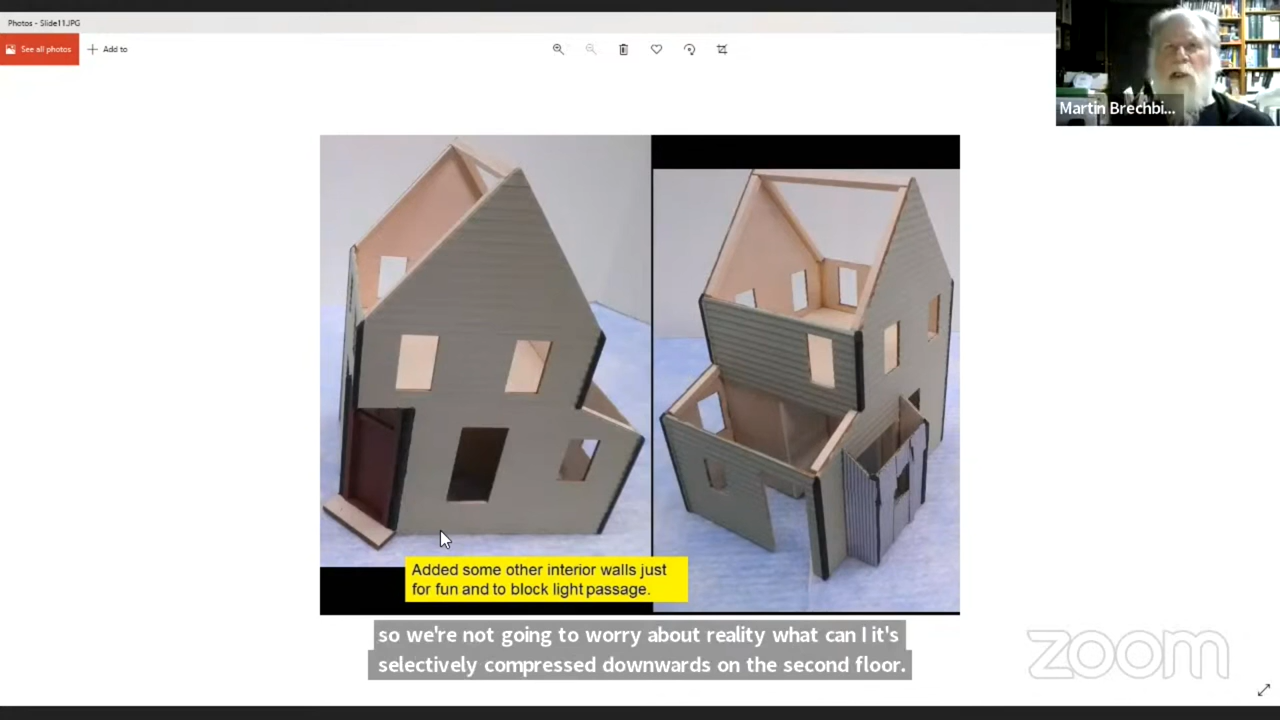 Photos - Slide11.JPG
See all photos
Add to
Martin Brechbi...
Added some other interior walls just
for fun and to block light passage.
so we're not going to worry about reality what can I it's
selectively compressed downwards on the second floor.
zoom